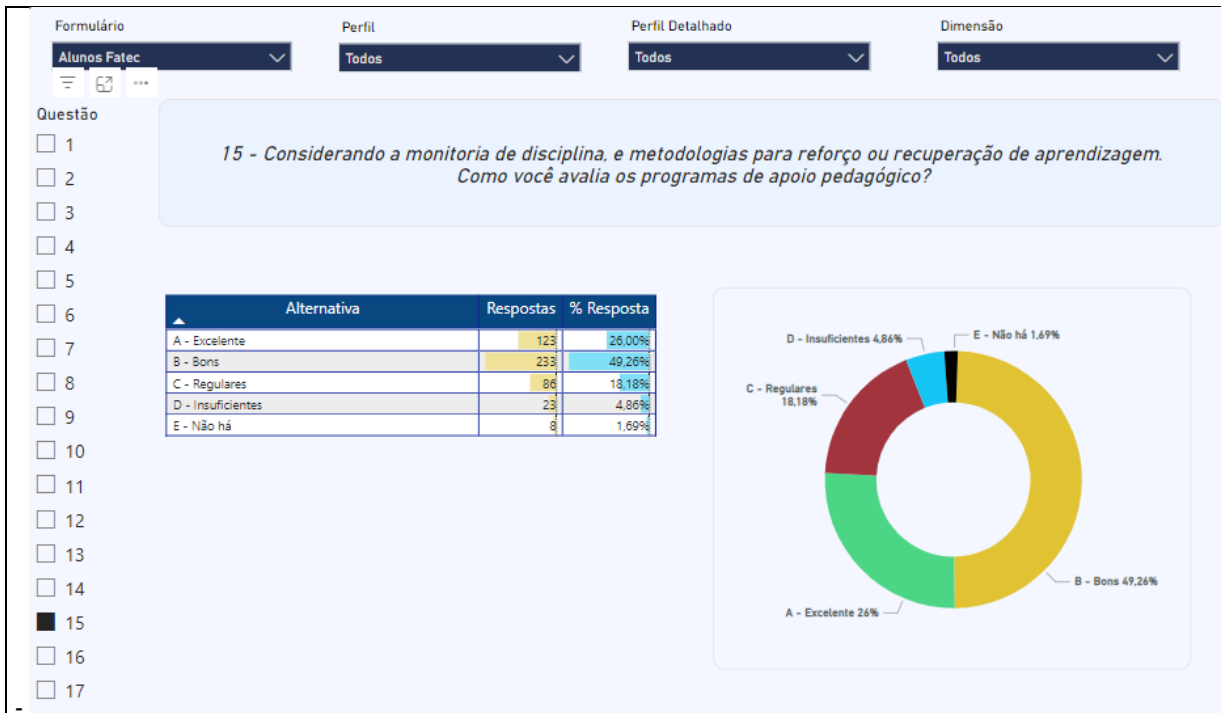 Formulário
Perfil
Perfil Detalhado
Dimensão
Alunos Fatec
Todos
Todos
Todos
Questão
1
2
3
4
5
6
7
8
9
10
11
12
13
14
15
16
17
15 - Considerando a monitoria de disciplina, e metodologias para reforço ou recuperação de aprendizagem.
Como você avalia os programas de apoio pedagógico?
Alternativa Respostas % Resposta
A - Excelente 123 26,00%
B - Bons 233 49,26%
C - Regulares 86 18,18%
D - Insuficientes 23 4,86%
E - Não há 8 1,69%
D - Insuficientes 4,86%
E - Não há 1,69%
C - Regulares
18,18%
B - Bons 49,26%
A - Excelente 26%
-